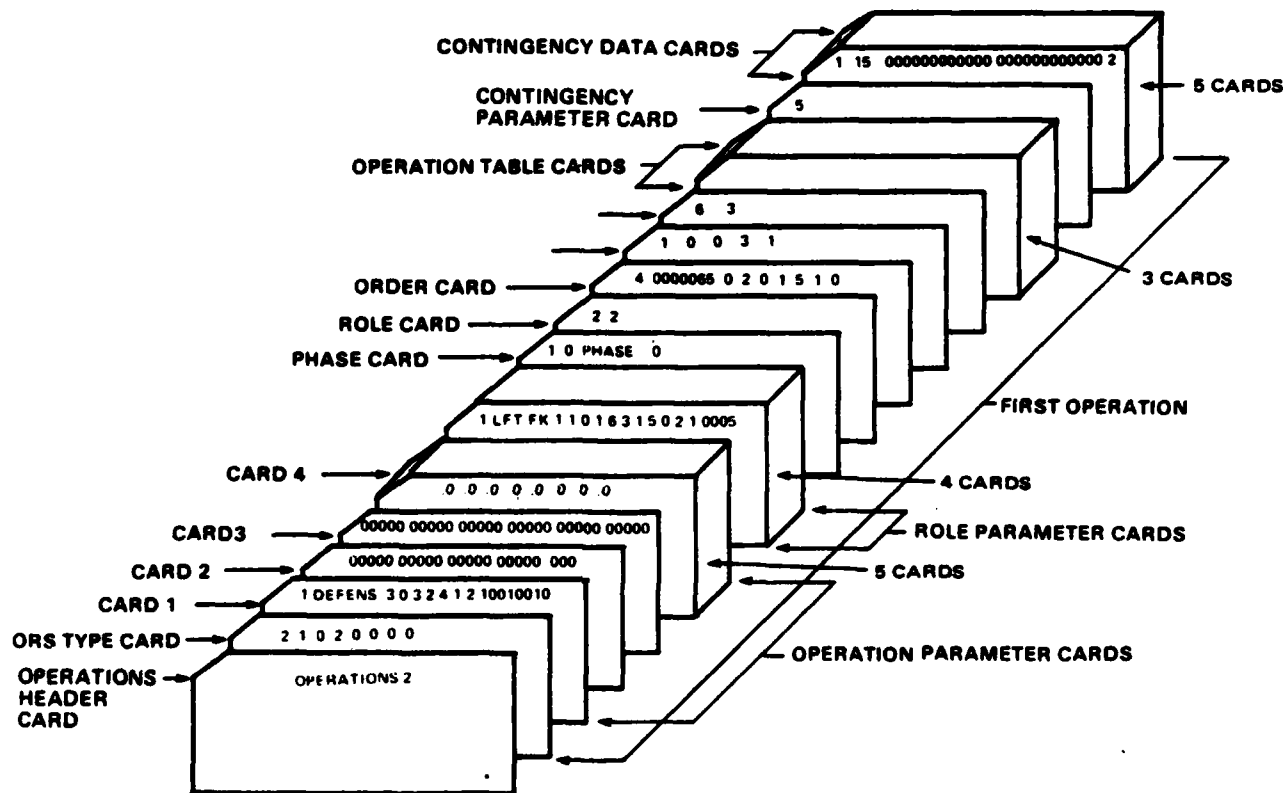 CONTINGENCY DATA CARDS
1 15 000000000000 000000000000 2
5 CARDS
CONTINGENCY
PARAMETER CARD
5
OPERATION TABLE CARDS
6 3
1 0 0 3 1
3 CARDS
ORDER CARD
4 0000065 0 2 0 1 5 1 0
ROLE CARD
2 2
PHASE CARD
1 0 PHASE 0
FIRST OPERATION
1 LFT FK 1 1 0 1 6 3 1 5 0 2 1 0005
CARD 4
4 CARDS
.0 .0 .0 .0 .0 .0 .0
ROLE PARAMETER CARDS
CARD3
00000 00000 00000 00000 00000 00000
5 CARDS
CARD 2
00000 00000 00000 00000 000
CARD 1
1 DEFENS 3 0 3 2 4 1 2 10010010
ORS TYPE CARD
2 1 0 2 0 0 0 0
OPERATION PARAMETER CARDS
OPERATIONS
HEADER
CARD
OPERATIONS 2